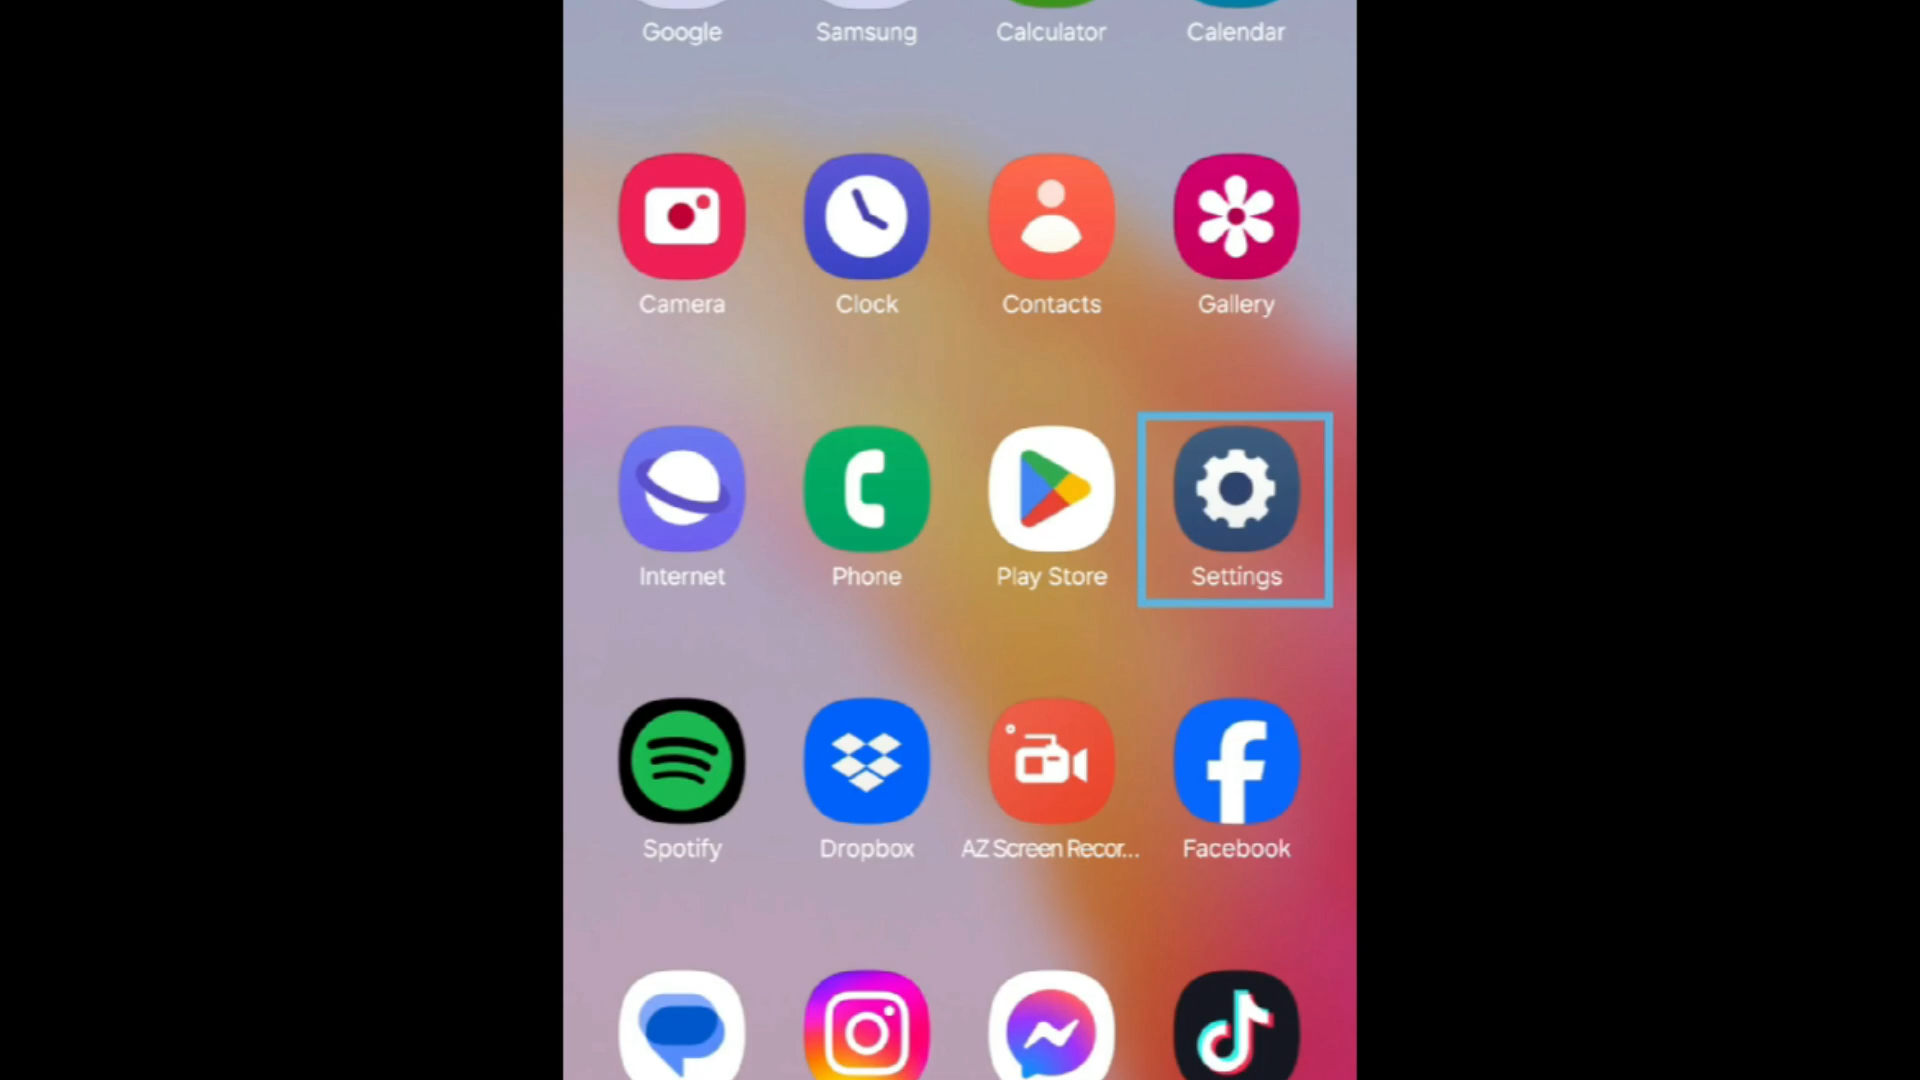 Google Samsung Calculator Calendar
Camera Clock Contacts Gallery
Internet Phone Play Store Settings
Spotify Dropbox AZ Screen Recor... Facebook